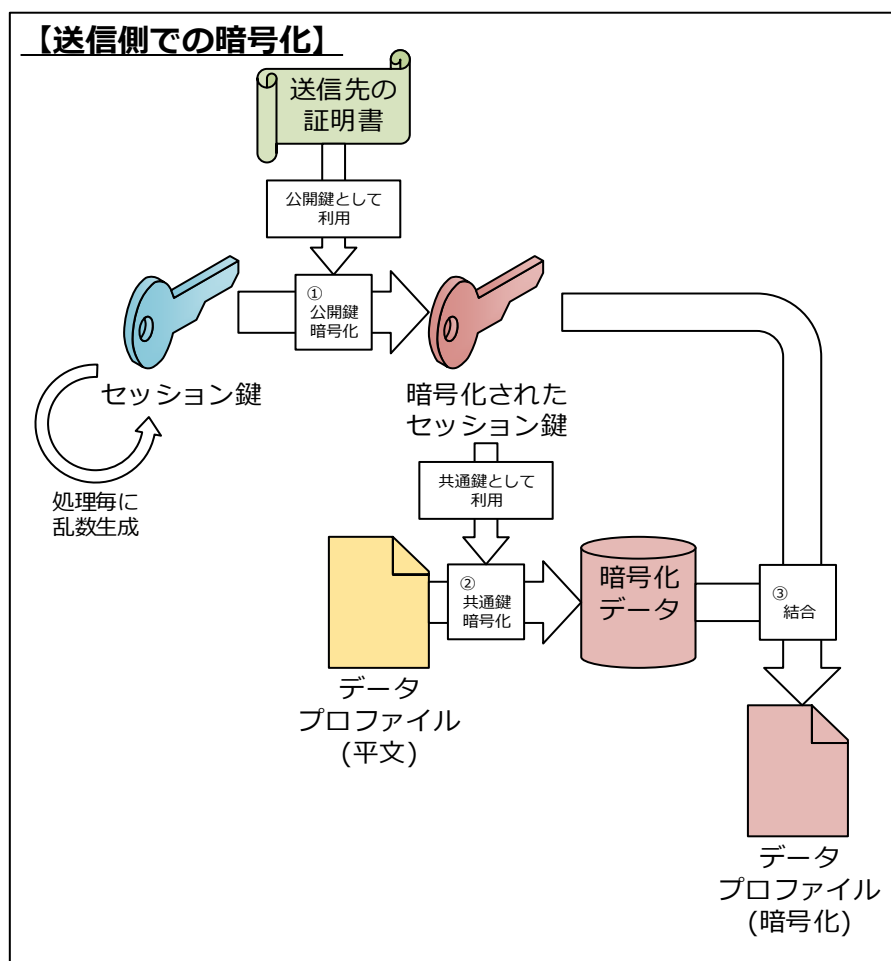 【送信側での暗号化】
送信先の
証明書
公開鍵として
利用
①
公開鍵
暗号化
セッション鍵
暗号化された
セッション鍵
処理毎に
乱数生成
共通鍵として
利用
②
共通鍵
暗号化
暗号化
データ
③
結合
データ
プロファイル
(平文)
データ
プロファイル
(暗号化)